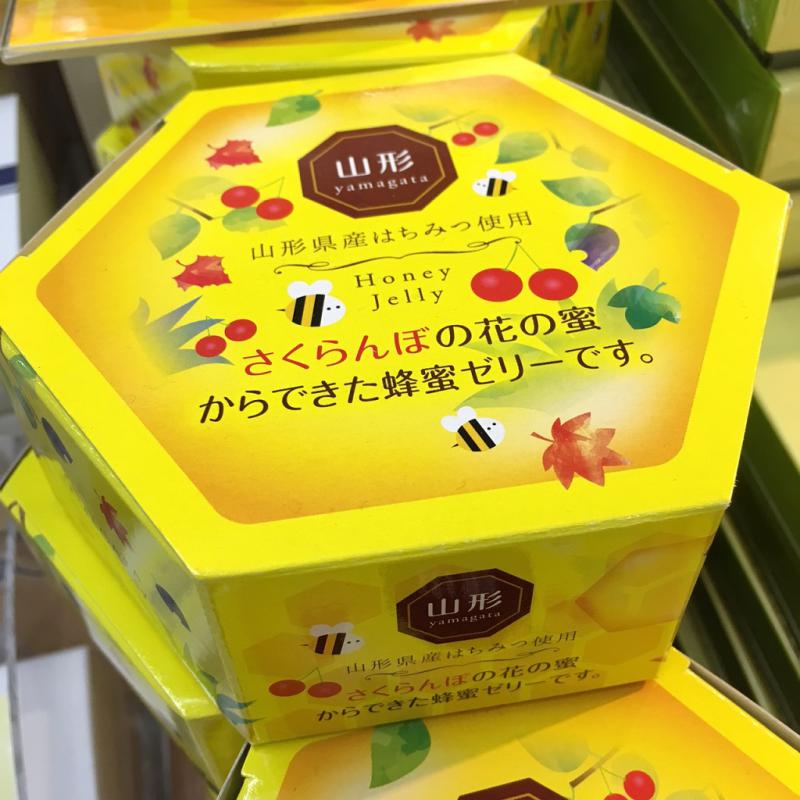 山形
yamagata
山形県産はちみつ使用
Honey
Jelly
さくらんぼの花の蜜
からできた蜂蜜ゼリーです。
山形
yamagata
山形県産はちみつ使用
さくらんぼの花の蜜
からできた蜂蜜ゼリーです。